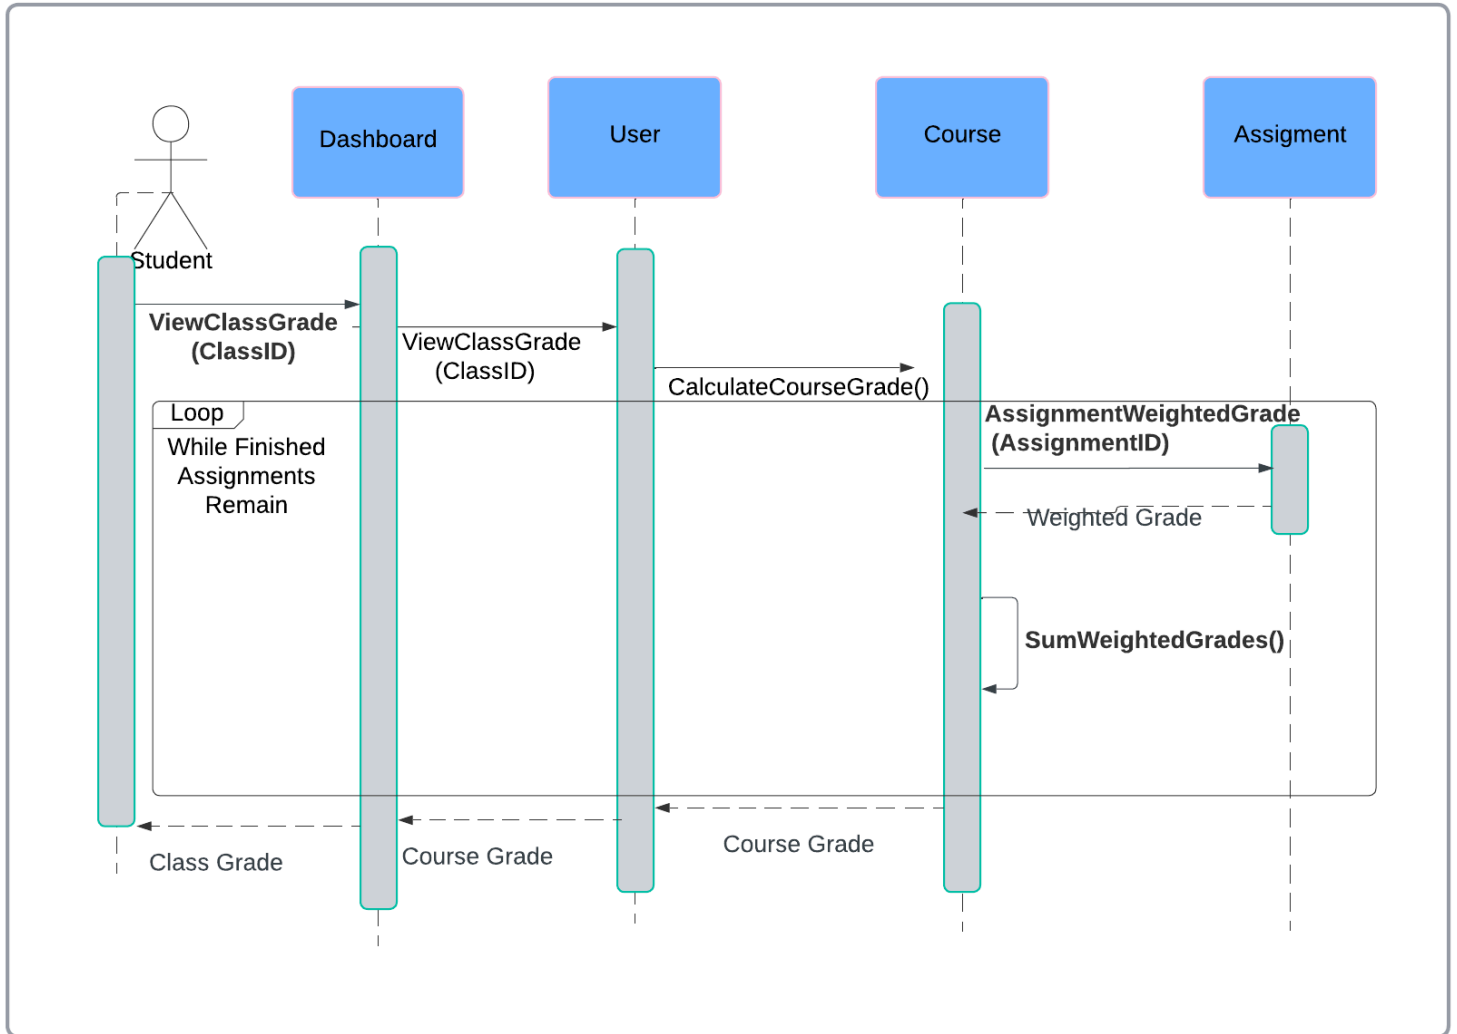 Dashboard
User
Course
Assigment
Student
ViewClassGrade
(ClassID)
ViewClassGrade
(ClassID)
CalculateCourseGrade()
Loop
While Finished
Assignments
Remain
AssignmentWeightedGrade
(AssignmentID)
Weighted Grade
SumWeightedGrades()
Class Grade
Course Grade
Course Grade